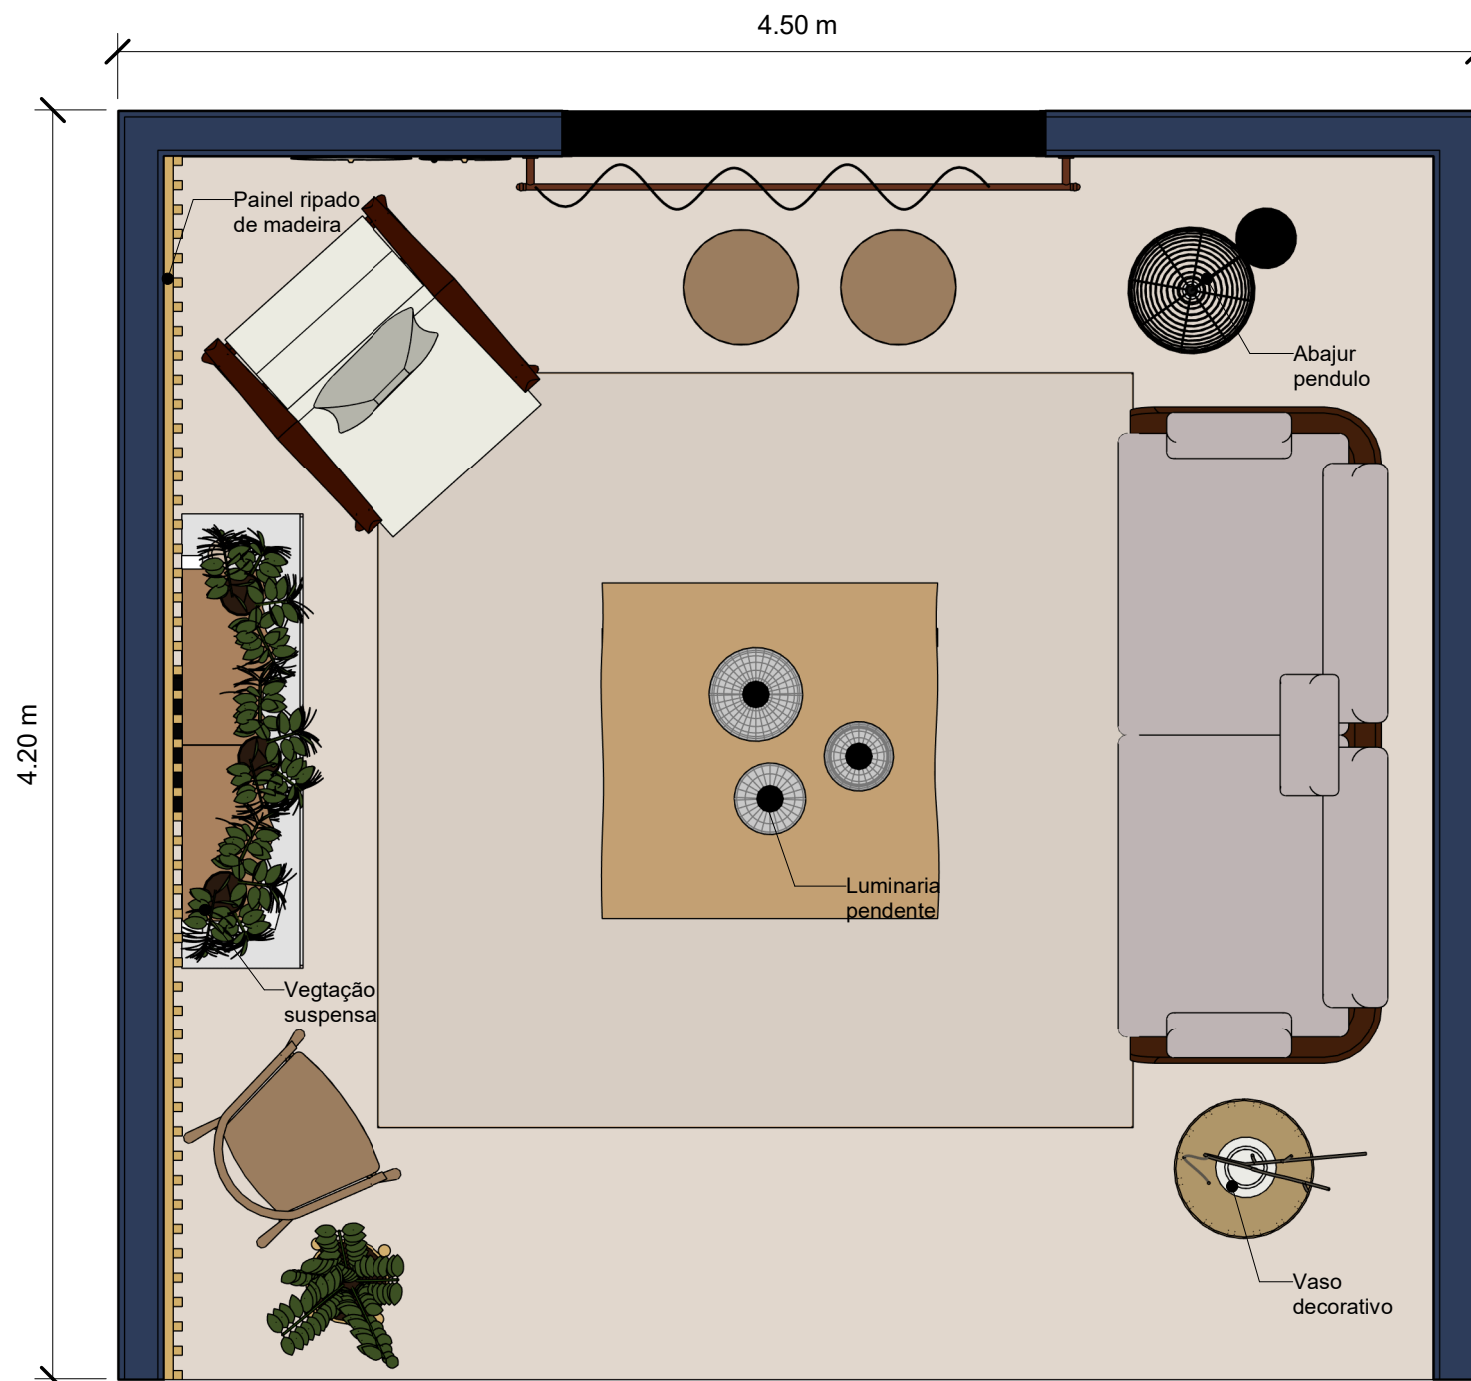 4.50 m
Painel ripado
de madeira
Abajur
pendulo
4.20 m
Luminaria
pendente
Vegtação
suspensa
Vaso
decorativo